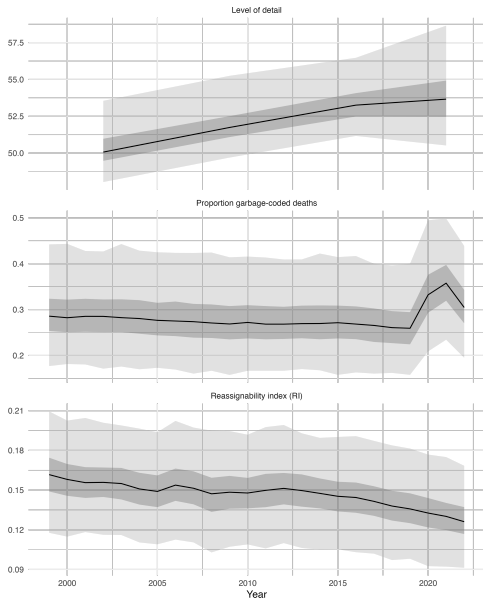 Level of detail
57.5
55.0
52.5
50.0
Proportion garbage-coded deaths
0.5
0.4
0.3
0.2
Reassignability index (RI)
0.21
0.18
0.15
0.12
0.09
2000 2005 2010 2015 2020
Year